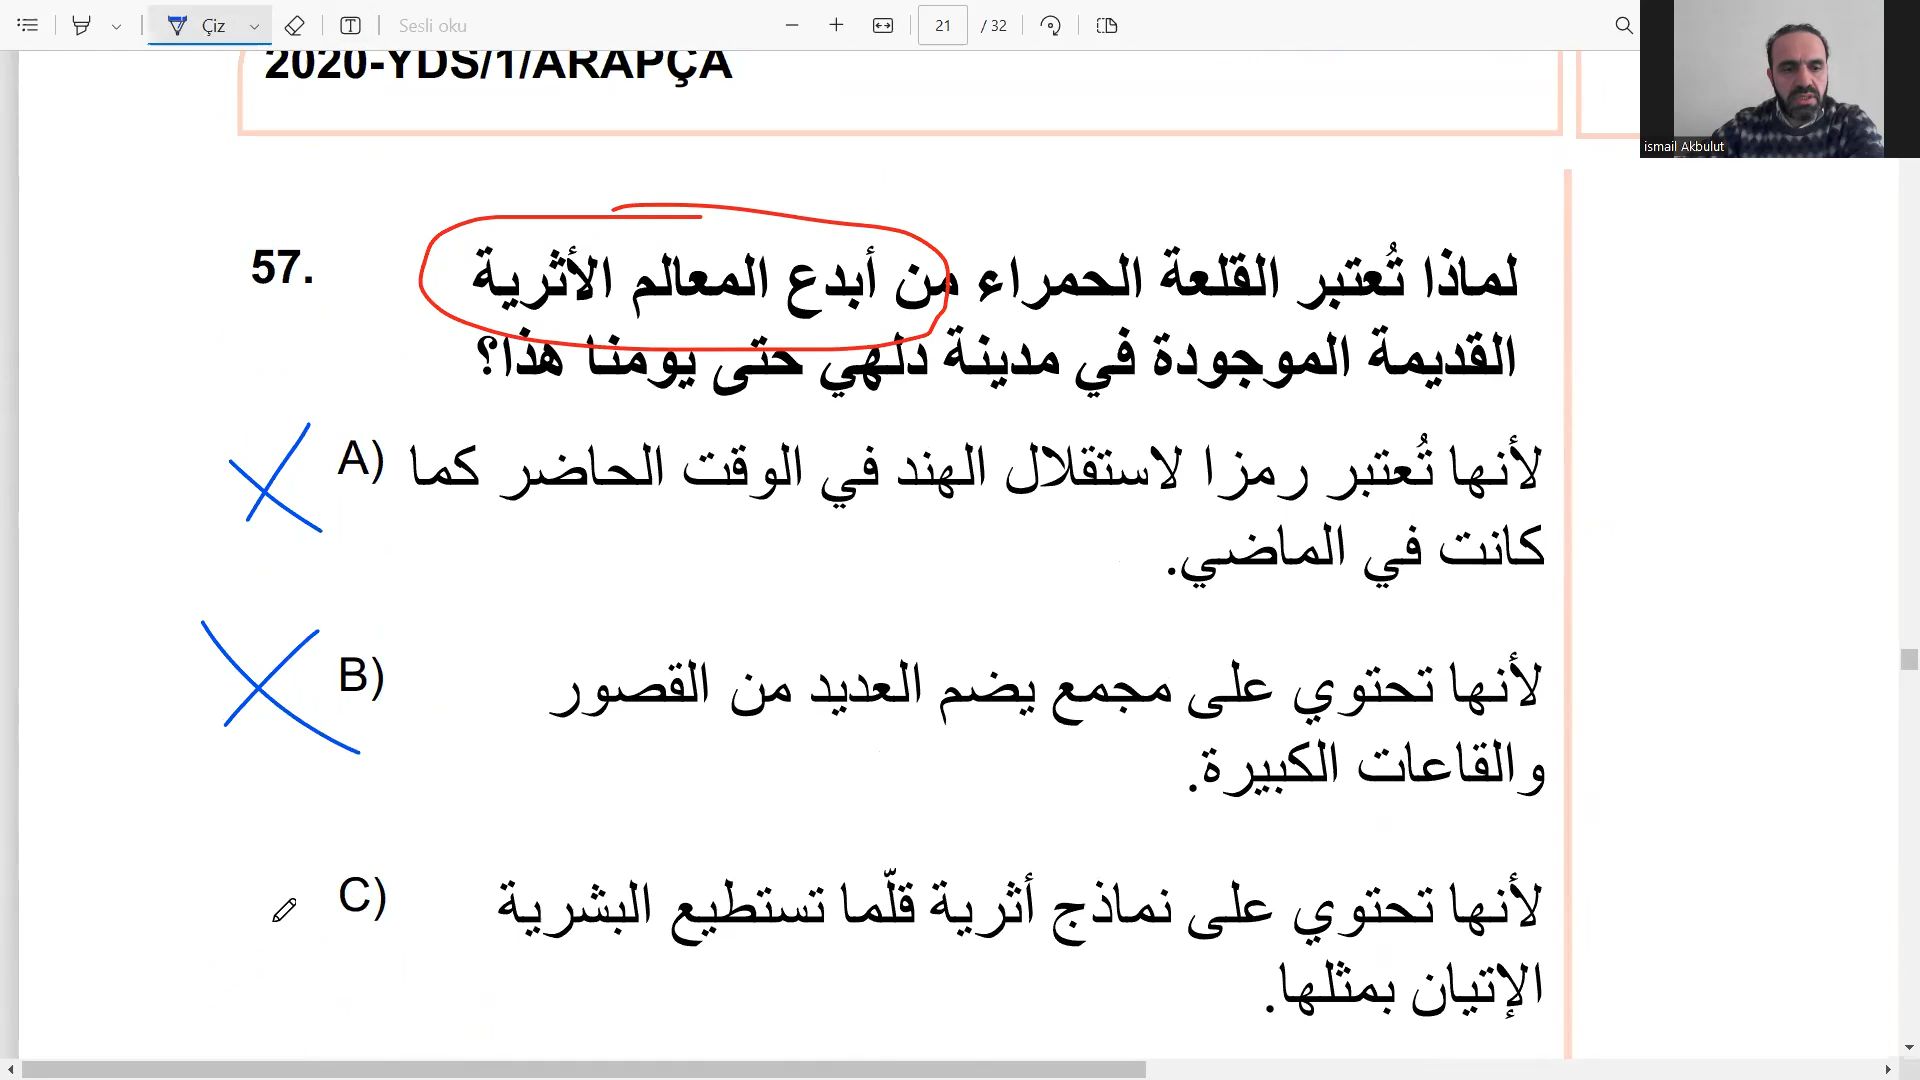 Çiz
Sesli oku
21 / 32
ismail Akbulut
2020-YDS/1/ARAPÇA
57. لماذا تُعتبر القلعة الحمراء من أبدع المعالم الأثرية
القديمة الموجودة في مدينة دلهي حتى يومنا هذا؟
A) لأنها تُعتبر رمزا لاستقلال الهند في الوقت الحاضر كما
كانت في الماضي.
B) لأنها تحتوي على مجمع يضم العديد من القصور
والقاعات الكبيرة.
C) لأنها تحتوي على نماذج أثرية قلّما تستطيع البشرية
الإتيان بمثلها.